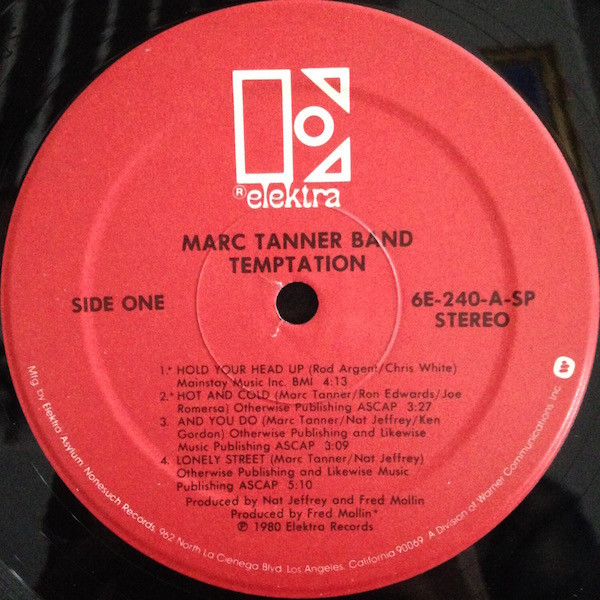 ® elektra
MARC TANNER BAND
TEMPTATION
SIDE ONE
6E-240-A-SP
STEREO
1.* HOLD YOUR HEAD UP (Rod Argent/Chris White)
Mainstay Music Inc. BMI 4:13
2.* HOT AND COLD (Marc Tanner/Ron Edwards/Joe
Romersa) Otherwise Publishing ASCAP 3:27
3. AND YOU DO (Marc Tanner/Nat Jeffrey/Ken
Gordon) Otherwise Publishing and Likewise
Music Publishing ASCAP 3:09
4. LONELY STREET (Marc Tanner/Nat Jeffrey)
Otherwise Publishing and Likewise Music
Publishing ASCAP 5:10
Produced by Nat Jeffrey and Fred Mollin
Produced by Fred Mollin*
℗ 1980 Elektra Records
Mfg by Elektra Asylum Nonesuch Records, 962 North La Cienega Blvd. Los Angeles, California 90069. A Division of Warner Communications Inc.